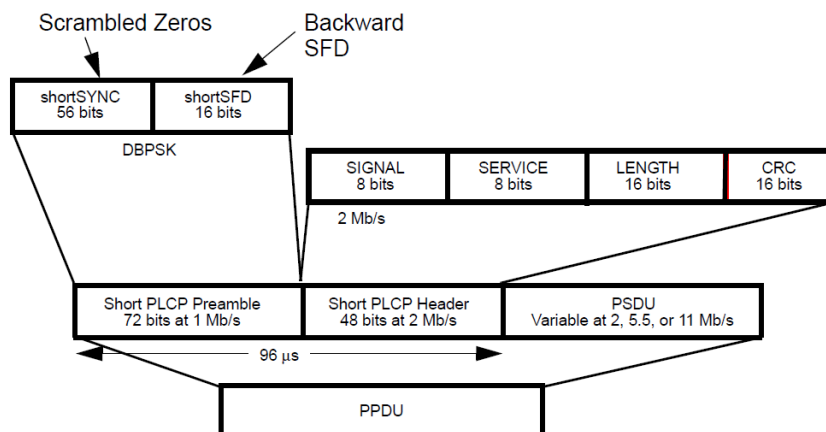 Scrambled Zeros
Backward
SFD
shortSYNC
56 bits
shortSFD
16 bits
DBPSK
SIGNAL
8 bits
SERVICE
8 bits
LENGTH
16 bits
CRC
16 bits
2 Mb/s
Short PLCP Preamble
72 bits at 1 Mb/s
Short PLCP Header
48 bits at 2 Mb/s
PSDU
Variable at 2, 5.5, or 11 Mb/s
96 µs
PPDU